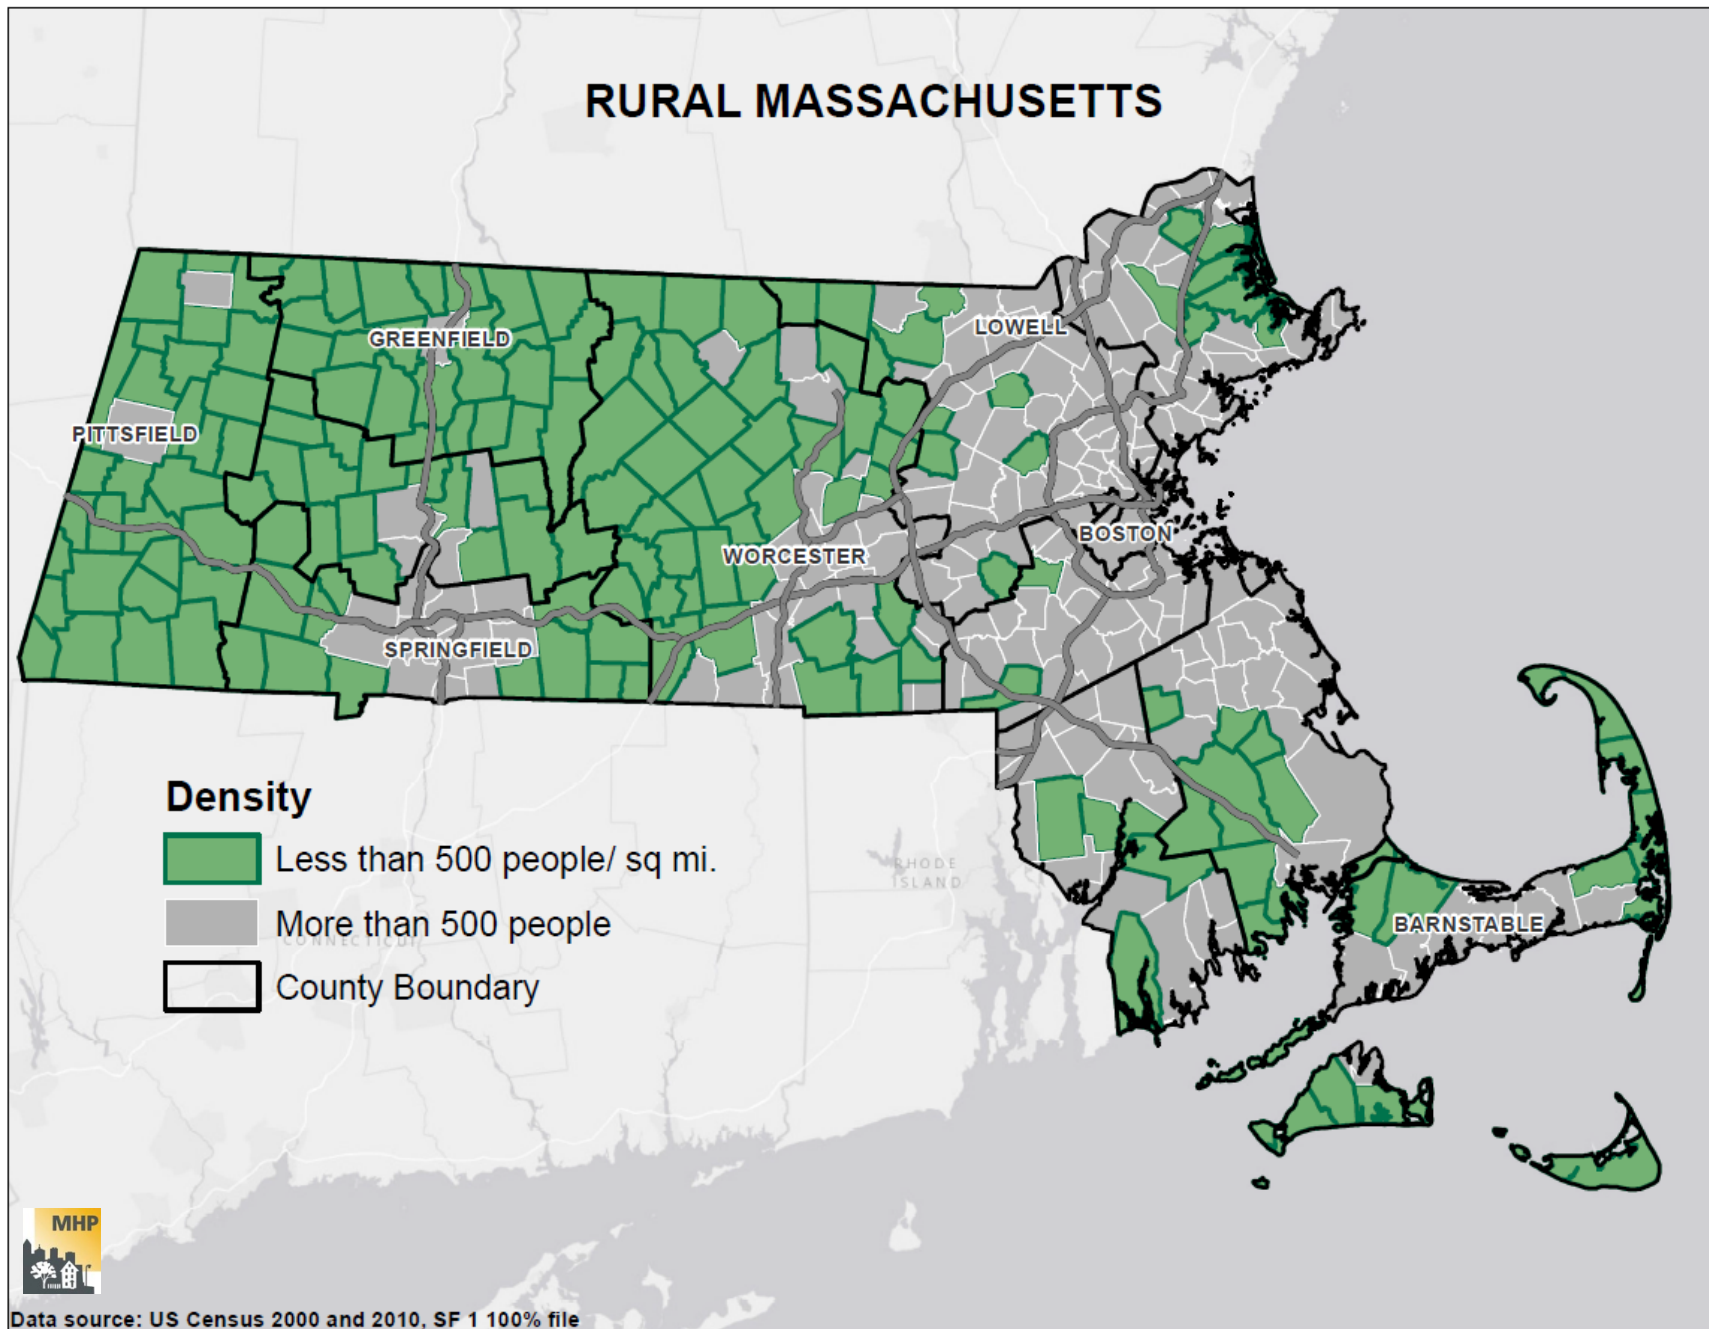 RURAL MASSACHUSETTS
GREENFIELD
LOWELL
PITTSFIELD
BOSTON
WORCESTER
SPRINGFIELD
Density
Less than 500 people/ sq mi.
RHODE
ISLAND
More than 500 people
BARNSTABLE
CONNECTICUT
County Boundary
MHP
Data source: US Census 2000 and 2010, SF 1 100% file